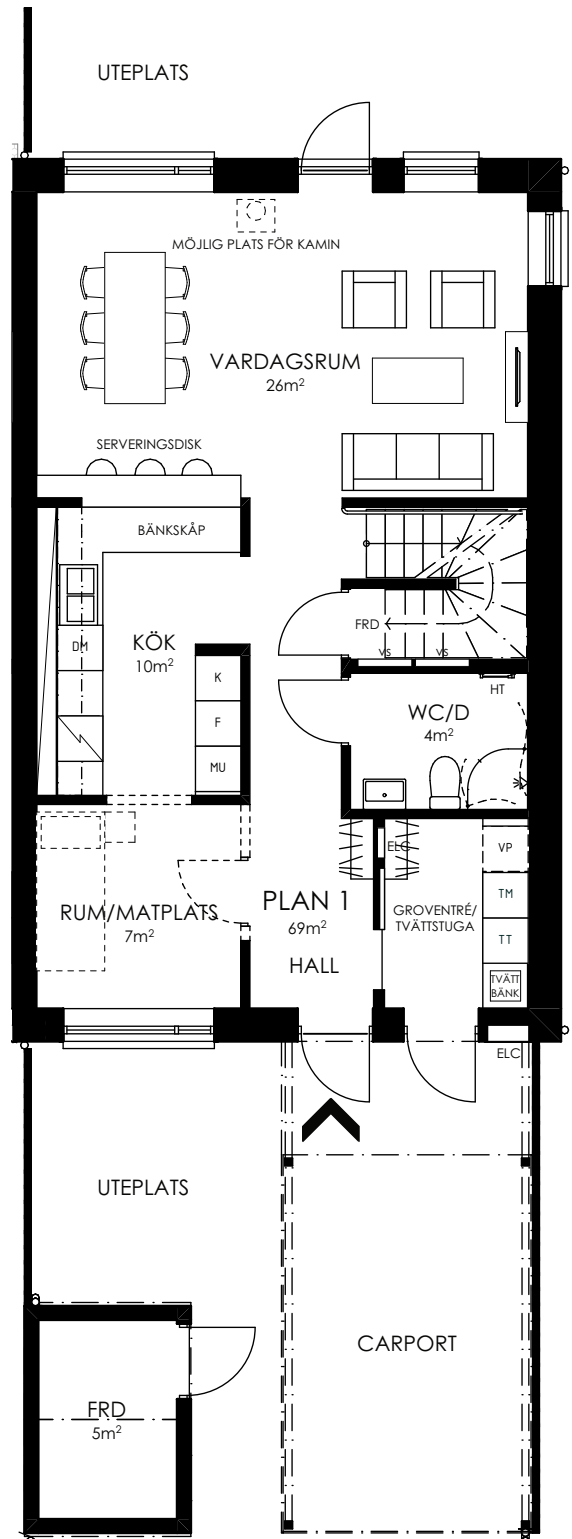 UTEPLATS
MÖJLIG PLATS FÖR KAMIN
VARDAGSRUM
26m²
SERVERINGSDISK
BÄNKSKÅP
DM
KÖK
10m²
K
F
MU
FRD
VS
VS
HT
WC/D
4m²
ELC
VP
RUM/MATPLATS
7m²
PLAN 1
69m²
HALL
GROVENTRÉ/
TVÄTTSTUGA
TM
TT
TVÄTT
BÄNK
ELC
UTEPLATS
CARPORT
FRD
5m²